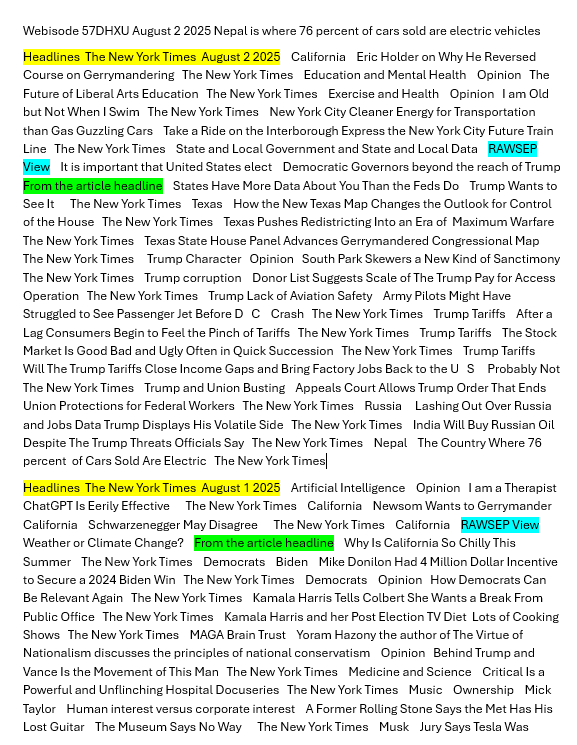 Webisode 57DHXU August 2 2025 Nepal is where 76 percent of cars sold are electric vehicles
Headlines The New York Times August 2 2025 California Eric Holder on Why He Reversed
Course on Gerrymandering The New York Times Education and Mental Health Opinion The
Future of Liberal Arts Education The New York Times Exercise and Health Opinion I am Old
but Not When I Swim The New York Times New York City Cleaner Energy for Transportation
than Gas Guzzling Cars Take a Ride on the Interborough Express the New York City Future Train
Line The New York Times State and Local Government and State and Local Data RAWSEP
View It is important that United States elect Democratic Governors beyond the reach of Trump
From the article headline States Have More Data About You Than the Feds Do Trump Wants to
See It The New York Times Texas How the New Texas Map Changes the Outlook for Control
of the House The New York Times Texas Pushes Redistricting Into an Era of Maximum Warfare
The New York Times Texas State House Panel Advances Gerrymandered Congressional Map
The New York Times Trump Character Opinion South Park Skewers a New Kind of Sanctimony
The New York Times Trump corruption Donor List Suggests Scale of The Trump Pay for Access
Operation The New York Times Trump Lack of Aviation Safety Army Pilots Might Have
Struggled to See Passenger Jet Before D C Crash The New York Times Trump Tariffs After a
Lag Consumers Begin to Feel the Pinch of Tariffs The New York Times Trump Tariffs The Stock
Market Is Good Bad and Ugly Often in Quick Succession The New York Times Trump Tariffs
Will The Trump Tariffs Close Income Gaps and Bring Factory Jobs Back to the U S Probably Not
The New York Times Trump and Union Busting Appeals Court Allows Trump Order That Ends
Union Protections for Federal Workers The New York Times Russia Lashing Out Over Russia
and Jobs Data Trump Displays His Volatile Side The New York Times India Will Buy Russian Oil
Despite The Trump Threats Officials Say The New York Times Nepal The Country Where 76
percent of Cars Sold Are Electric The New York Times
Headlines The New York Times August 1 2025 Artificial Intelligence Opinion I am a Therapist
ChatGPT Is Eerily Effective The New York Times California Newsom Wants to Gerrymander
California Schwarzenegger May Disagree The New York Times California RAWSEP View
Weather or Climate Change? From the article headline Why Is California So Chilly This
Summer The New York Times Democrats Biden Mike Donilon Had 4 Million Dollar Incentive
to Secure a 2024 Biden Win The New York Times Democrats Opinion How Democrats Can
Be Relevant Again The New York Times Kamala Harris Tells Colbert She Wants a Break From
Public Office The New York Times Kamala Harris and her Post Election TV Diet Lots of Cooking
Shows The New York Times MAGA Brain Trust Yoram Hazony the author of The Virtue of
Nationalism discusses the principles of national conservatism Opinion Behind Trump and
Vance Is the Movement of This Man The New York Times Medicine and Science Critical Is a
Powerful and Unflinching Hospital Docuseries The New York Times Music Ownership Mick
Taylor Human interest versus corporate interest A Former Rolling Stone Says the Met Has His
Lost Guitar The Museum Says No Way The New York Times Musk Jury Says Tesla Was